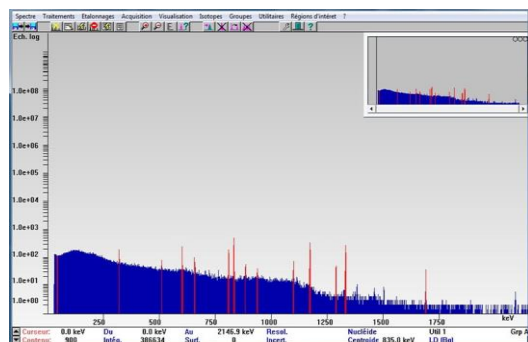 Spectre Traitements Etalonnages Acquisition Visualisation Isotopes Groupes Utilitaires Régions d'intéret ?
Ech. log
1.0e+08
1.0e+07
1.0e+06
1.0e+05
1.0e+04
1.0e+03
1.0e+02
1.0e+01
1.0e+00
250 500 750 1000 1250 1500 1750 keV
Curseur: 0.0 keV Du 0.0 keV Au 2146.9 keV Résol. Nucléide Util 1 Grp A
Contenu: 900 Intég. 386634 Surf. 0 Incert. Centroïde 835.0 keV LD (Bq)